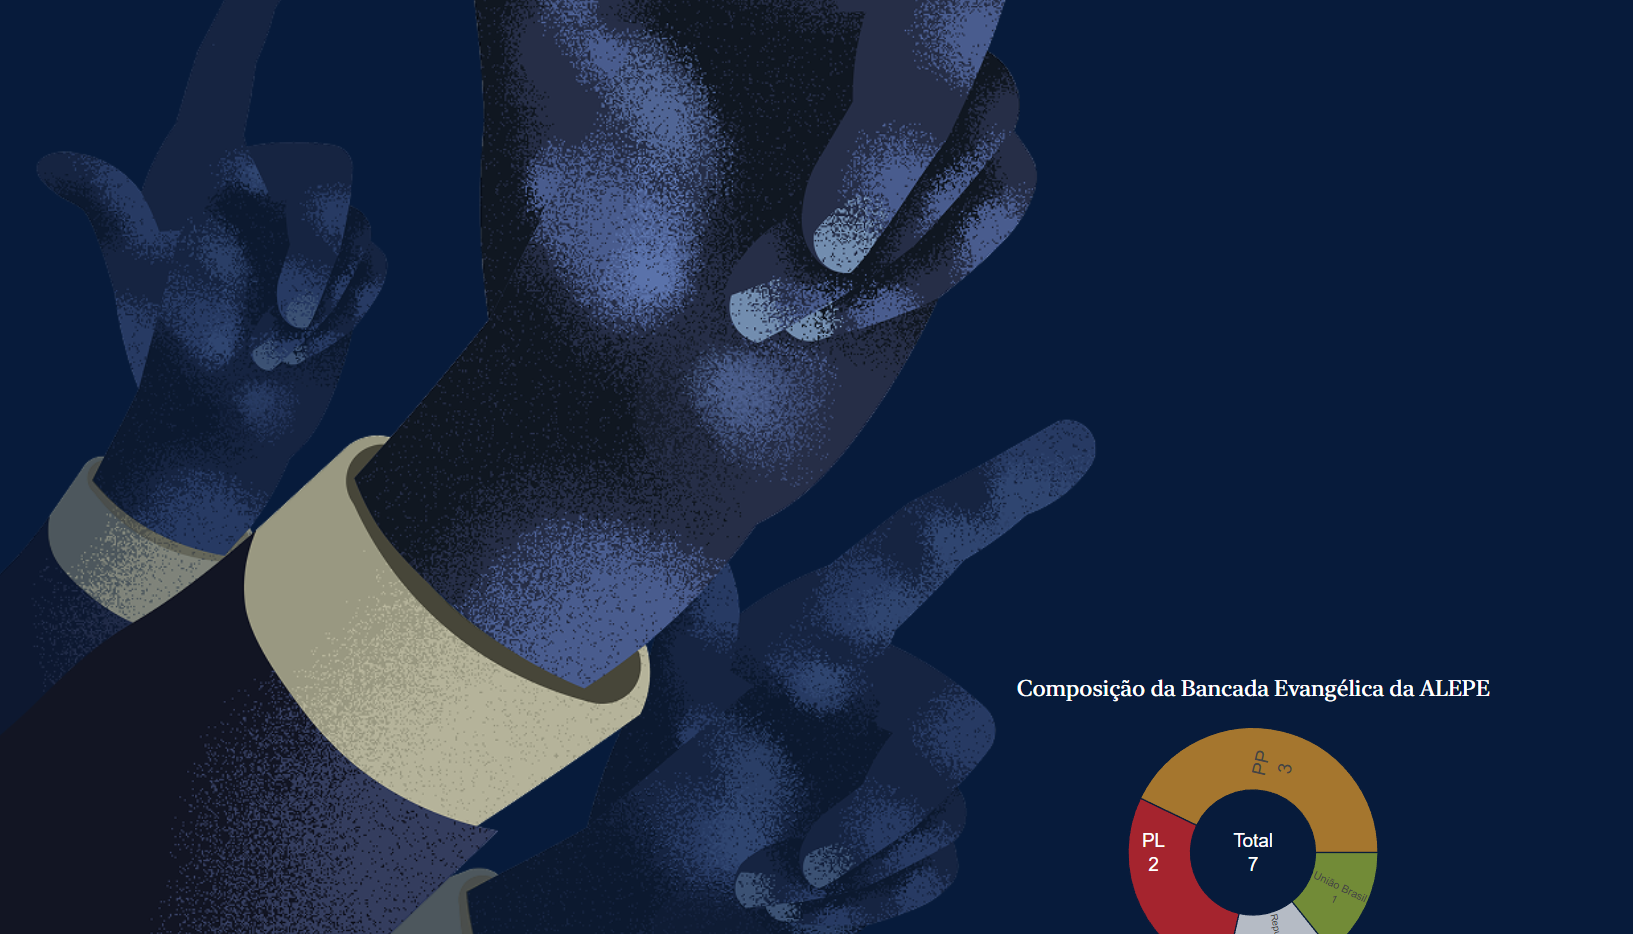 Composição da Bancada Evangélica da ALEPE
PP
3
PL
2
Total
7
União Brasil
1